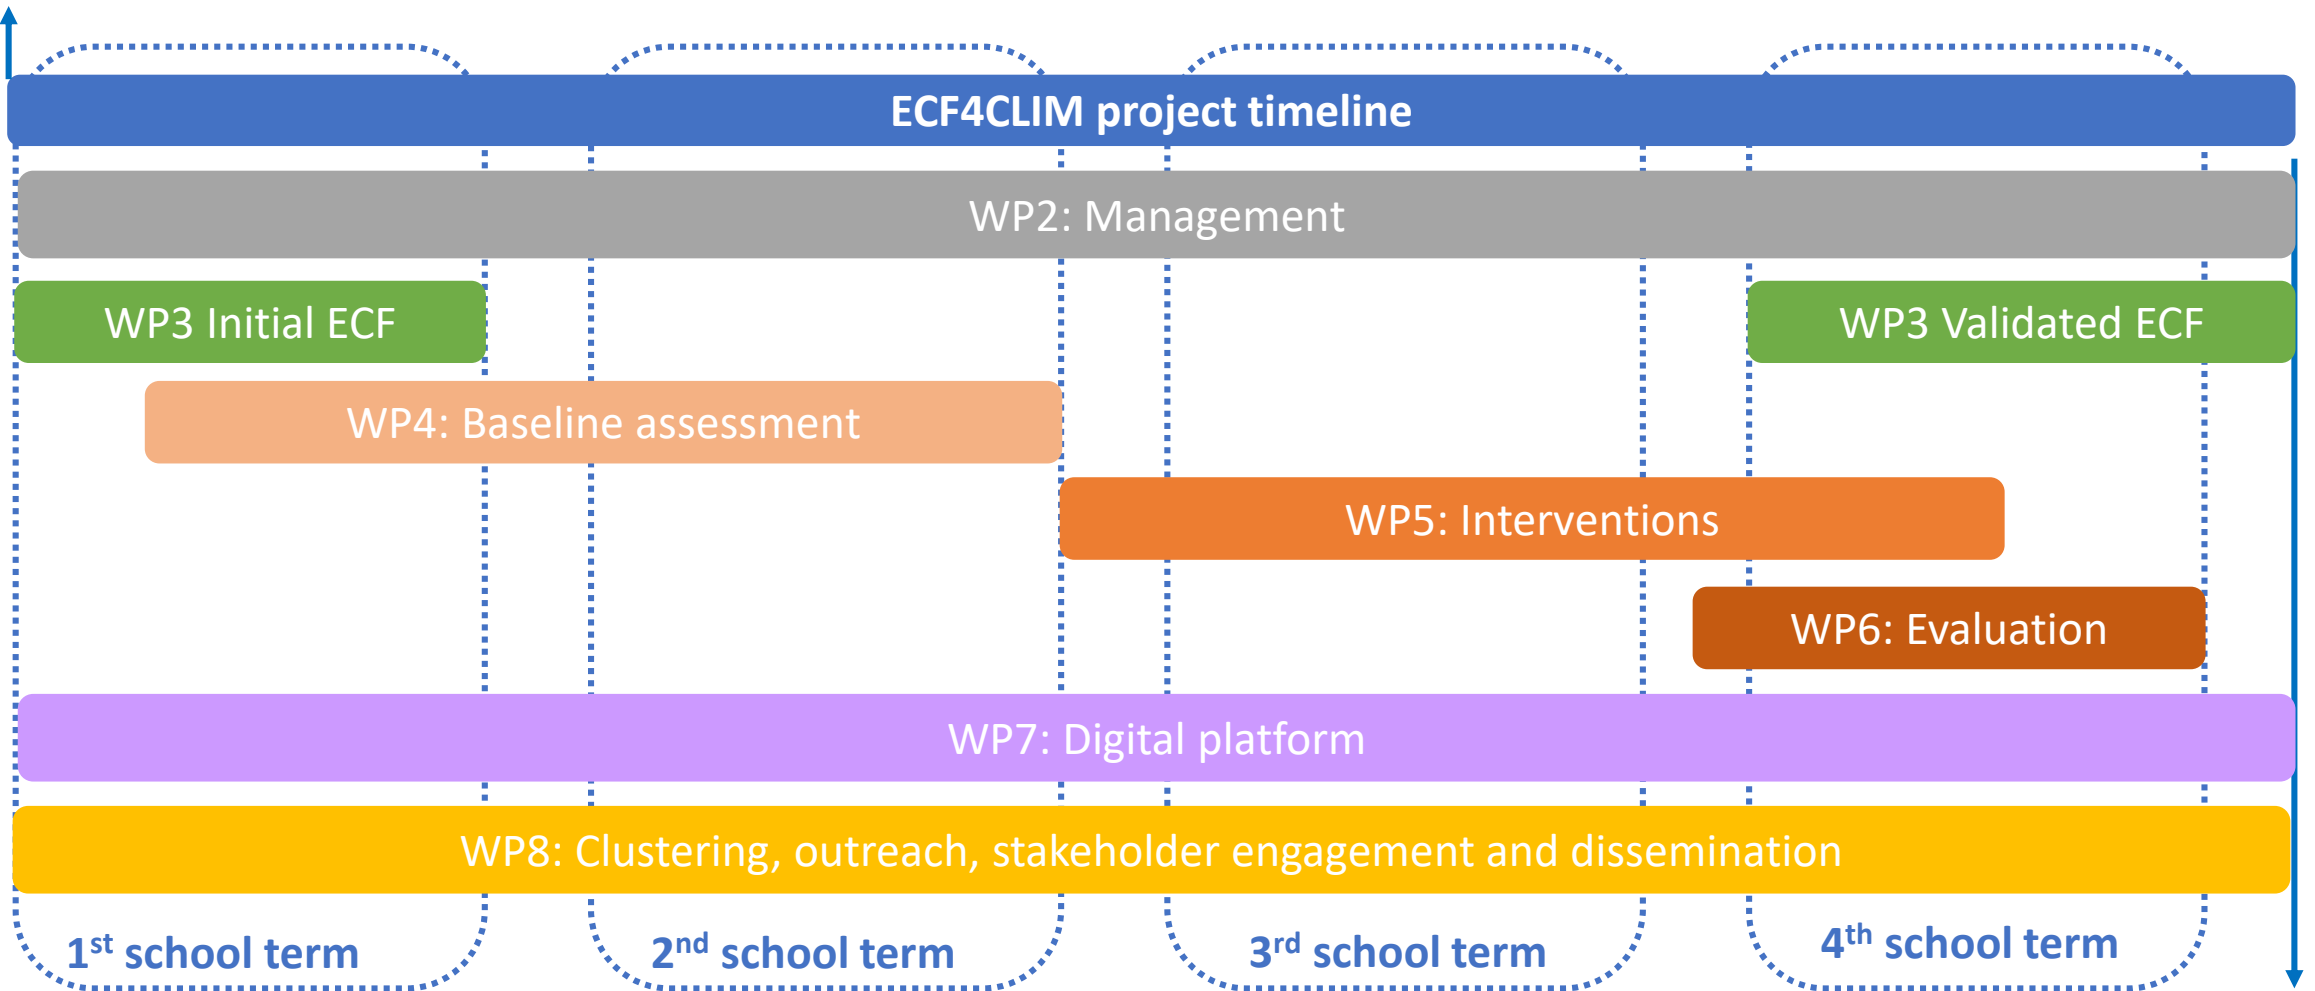 ECF4CLIM project timeline
WP2: Management
WP3 Initial ECF
WP3 Validated ECF
WP4: Baseline assessment
WP5: Interventions
WP6: Evaluation
WP7: Digital platform
WP8: Clustering, outreach, stakeholder engagement and dissemination
1st school term
2nd school term
3rd school term
4th school term